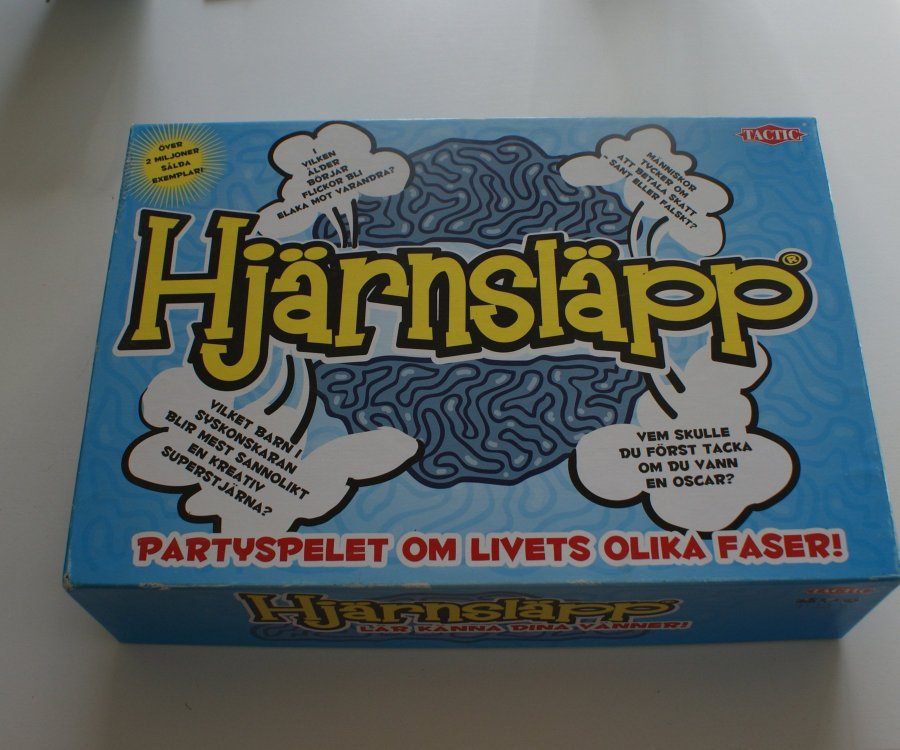 ÖVER
2 MILJONER
SÅLDA
EXEMPLAR!
I
VILKEN
ÅLDER
BÖRJAR
FLICKOR BLI
ELAKA MOT VARANDRA?
MÄNNISKOR
TYCKER OM
ATT BETALA SKATT
- SANT ELLER FALSKT?
TACTIC
Hjärnsläpp®
VILKET BARN I
SYSKONSKARAN
BLIR MEST SANNOLIKT
EN KREATIV
SUPERSTJÄRNA?
VEM SKULLE
DU FÖRST TACKA
OM DU VANN
EN OSCAR?
PARTYSPELET OM LIVETS OLIKA FASER!
Hjärnsläpp
LÄR KÄNNA DINA VÄNNER!
TACTIC